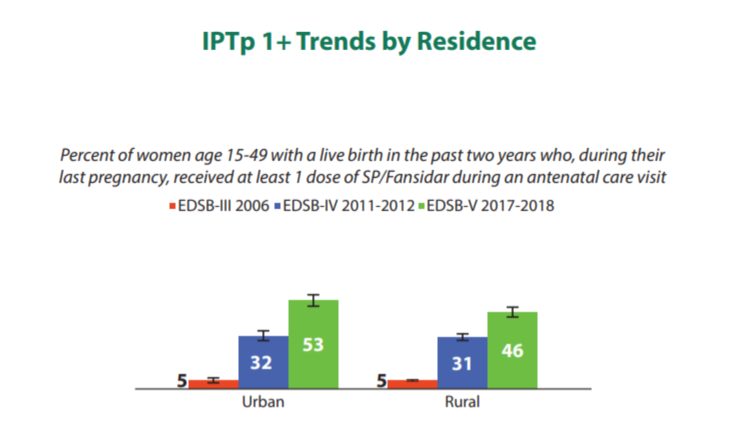 IPTp 1+ Trends by Residence
Percent of women age 15-49 with a live birth in the past two years who, during their
last pregnancy, received at least 1 dose of SP/Fansidar during an antenatal care visit
EDSB-III 2006 EDSB-IV 2011-2012 EDSB-V 2017-2018
5 32 53 5 31 46
Urban Rural